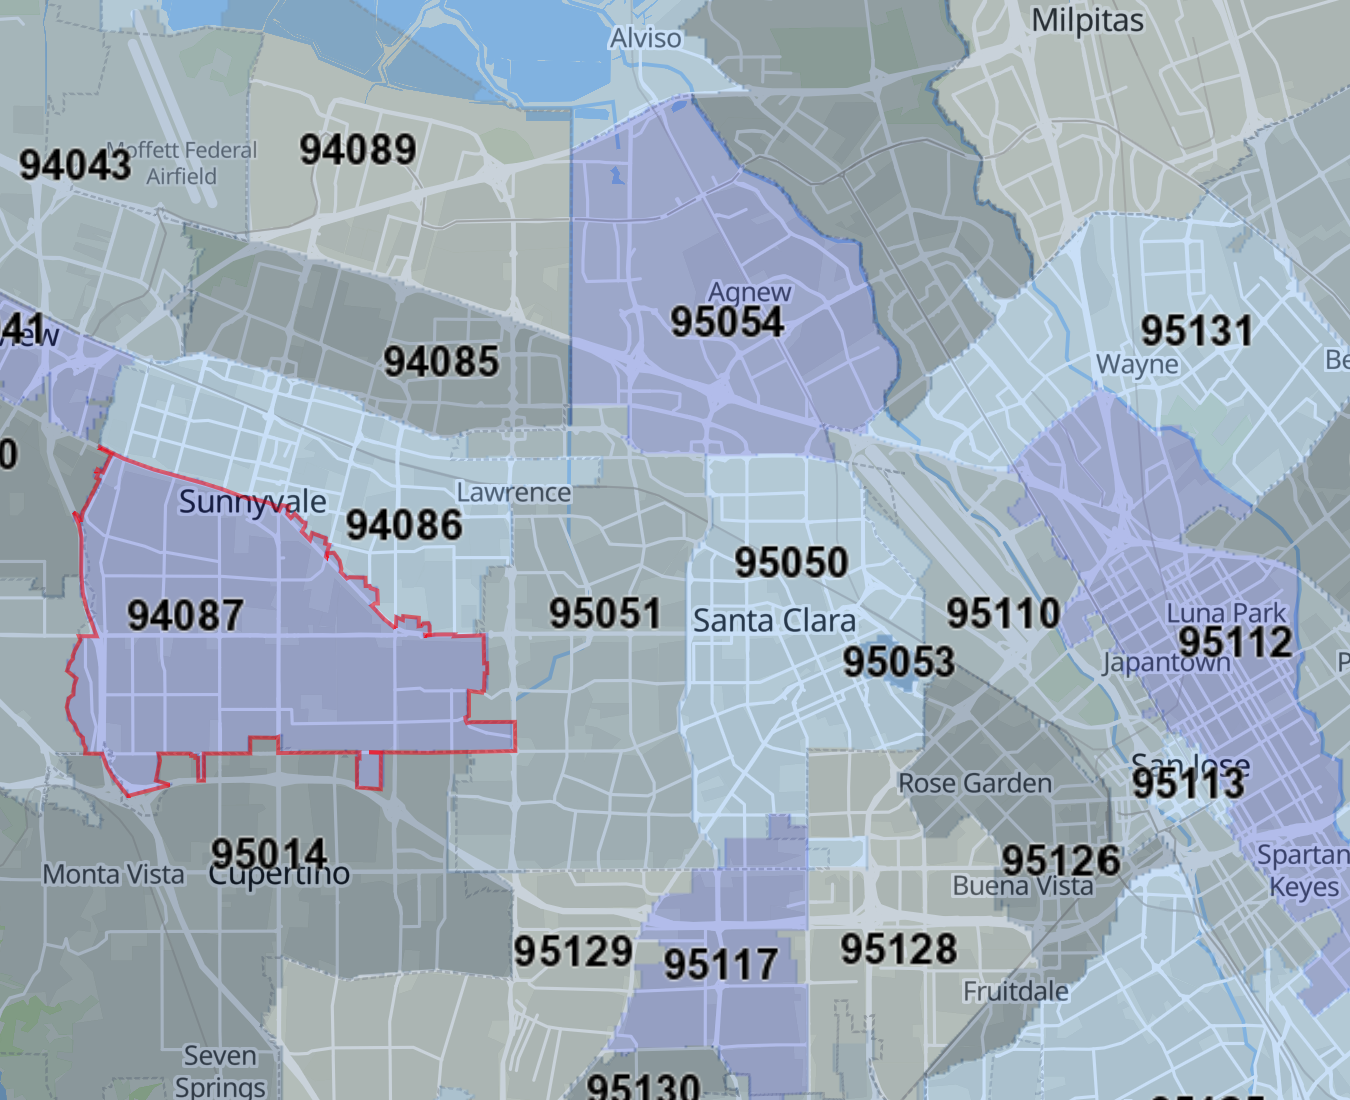 Milpitas
Alviso
94043
Moffett Federal
Airfield
94089
Agnew
95054
95131
Wayne
Be
41
ew
94085
0
Sunnyvale
Lawrence
94086
95050
94087
95051
Santa Clara
95110
Luna Park
95112
95053
Japantown
P
San Jose
95113
Rose Garden
95014
Cupertino
Monta Vista
95126
Buena Vista
Spartan
Keyes
95129
95117
95128
Fruitdale
Seven
Springs
95130